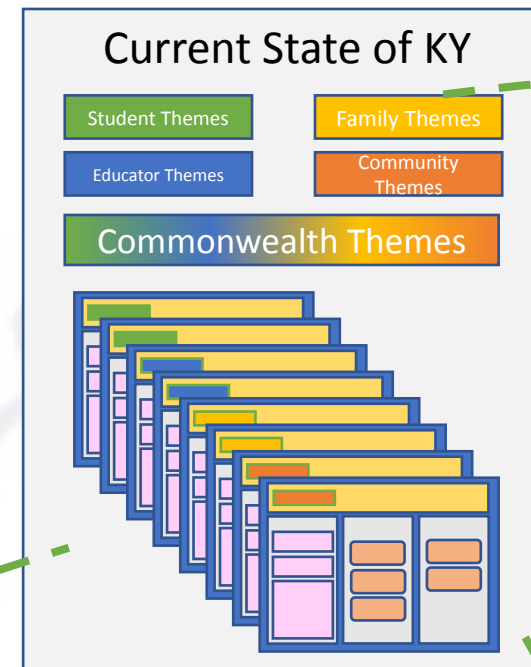 Current State of KY
Student Themes
Family Themes
Educator Themes
Community
Themes
Commonwealth Themes